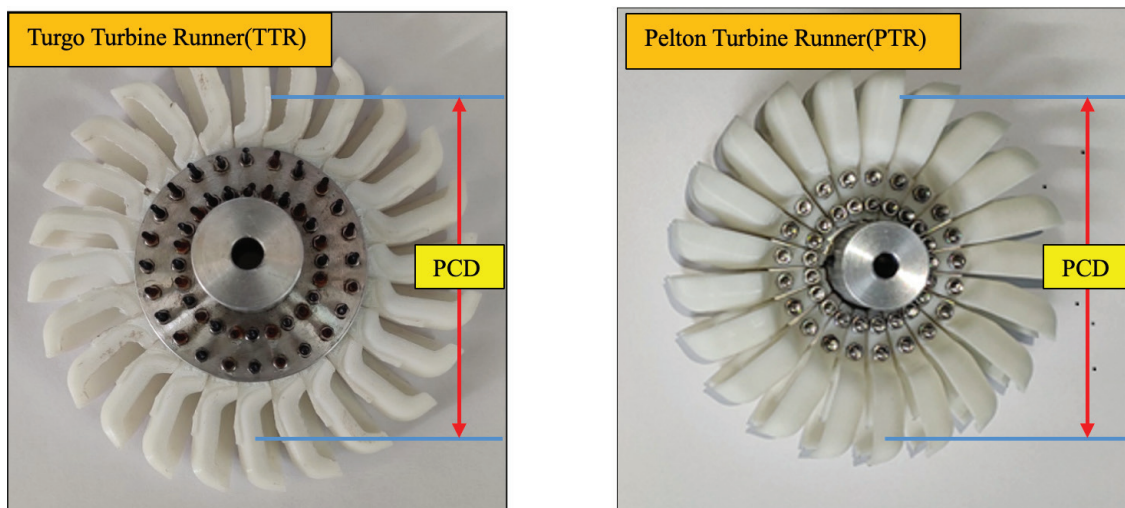 Turgo Turbine Runner(TTR)
Pelton Turbine Runner(PTR)
PCD
PCD